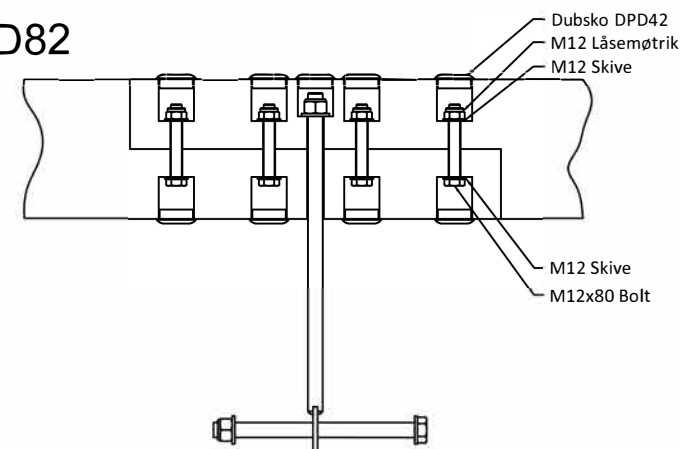 D82
Dubsko DPD42
M12 Låsemøtrik
M12 Skive
M12 Skive
M12x80 Bolt